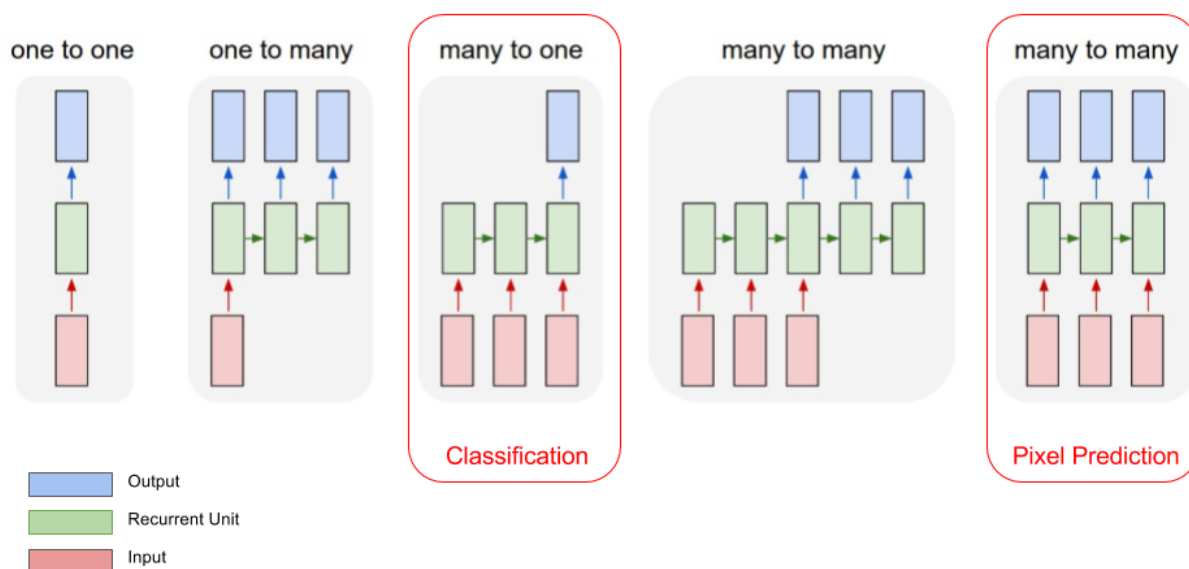 one to one
one to many
many to one
many to many
many to many
Classification
Pixel Prediction
Output
Recurrent Unit
Input